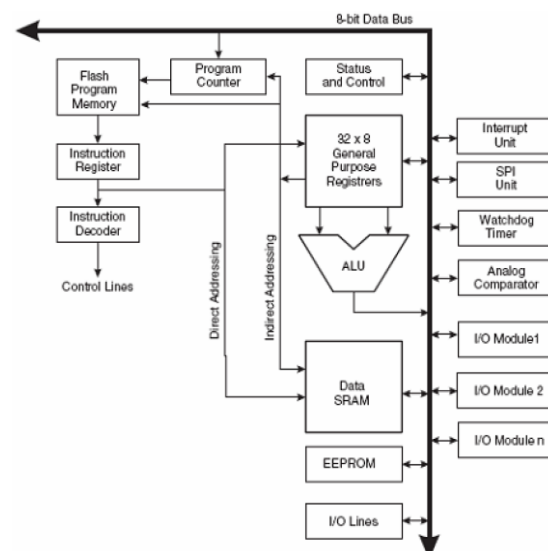 8-bit Data Bus
Flash
Program
Memory
Program
Counter
Status
and Control
Interrupt
Unit
32 x 8
General
Purpose
Registrers
Instruction
Register
SPI
Unit
Instruction
Decoder
Watchdog
Timer
ALU
Analog
Comparator
Control Lines
Direct Addressing
Indirect Addressing
I/O Module1
Data
SRAM
I/O Module 2
I/O Module n
EEPROM
I/O Lines